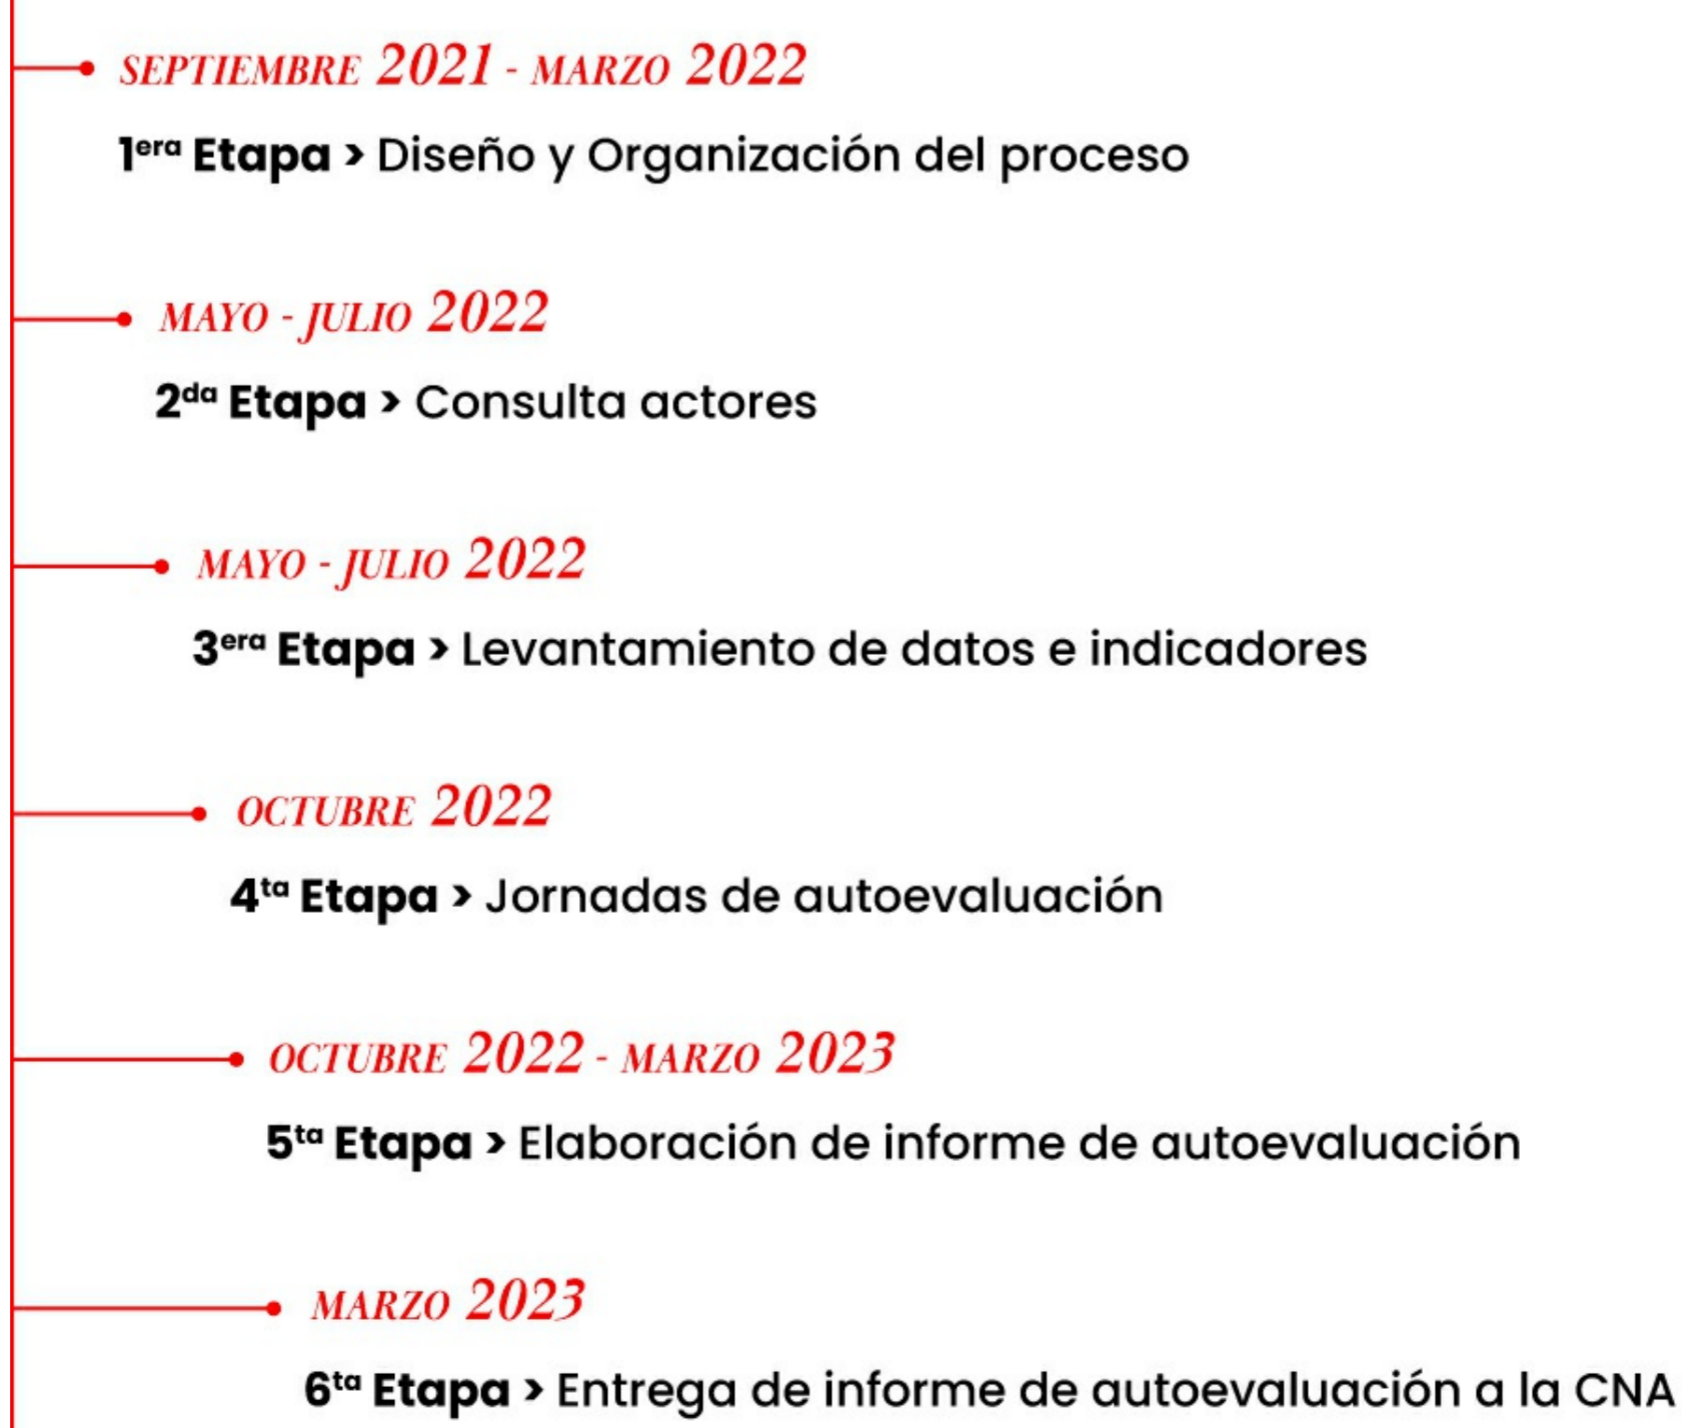 SEPTIEMBRE 2021 - MARZO 2022
1era Etapa > Diseño y Organización del proceso
MAYO - JULIO 2022
2da Etapa > Consulta actores
MAYO - JULIO 2022
3era Etapa > Levantamiento de datos e indicadores
OCTUBRE 2022
4ta Etapa > Jornadas de autoevaluación
OCTUBRE 2022 - MARZO 2023
5ta Etapa > Elaboración de informe de autoevaluación
MARZO 2023
6ta Etapa > Entrega de informe de autoevaluación a la CNA